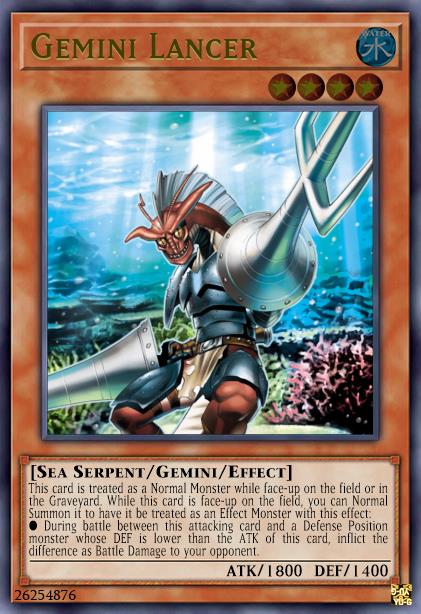 GEMINI LANCER
WATER
水
[SEA SERPENT/GEMINI/EFFECT]
This card is treated as a Normal Monster while face-up on the field or in
the Graveyard. While this card is face-up on the field, you can Normal
Summon it to have it be treated as an Effect Monster with this effect:
● During battle between this attacking card and a Defense Position
monster whose DEF is lower than the ATK of this card, inflict the
difference as Battle Damage to your opponent.
ATK/1800 DEF/1400
26254876